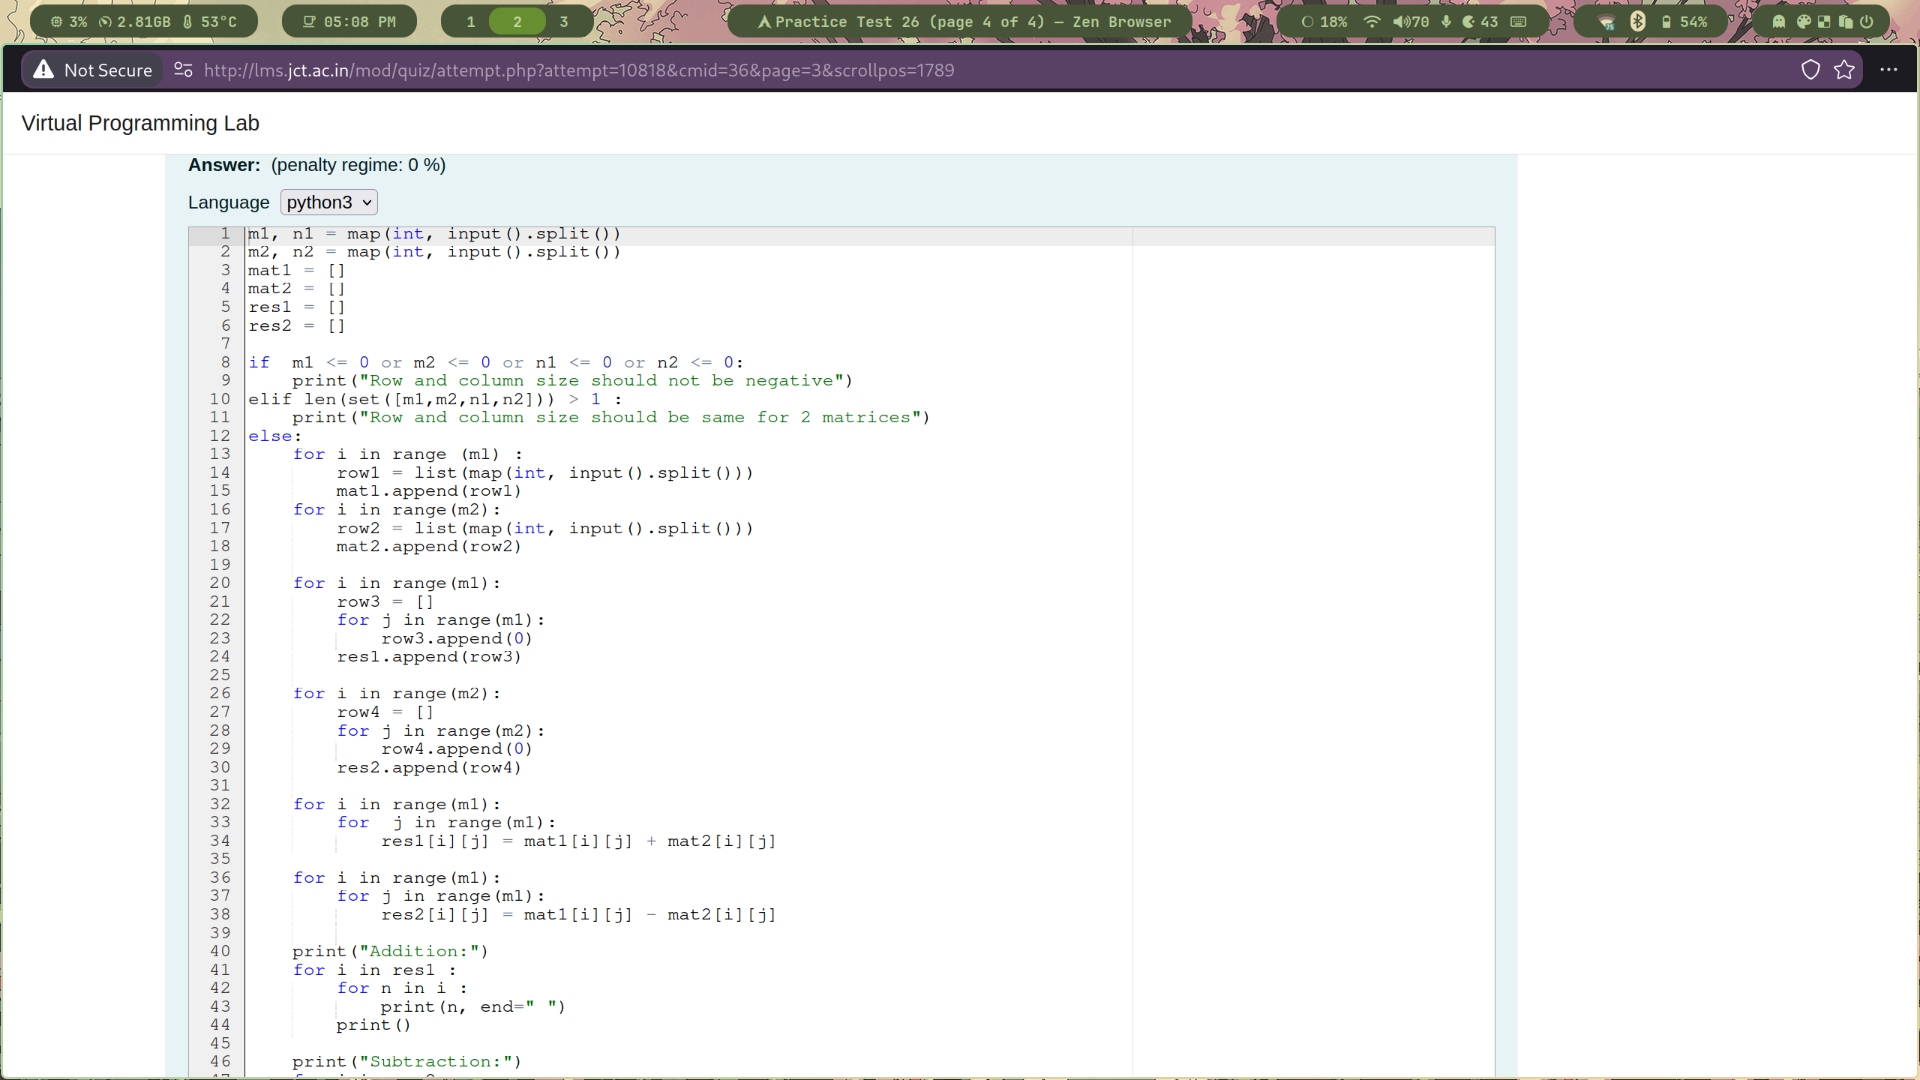 3% 2.81GB 53°C
05:08 PM
1 2 3
Practice Test 26 (page 4 of 4) — Zen Browser
18% 70 43
54%
Not Secure http://lms.jct.ac.in/mod/quiz/attempt.php?attempt=10818&cmid=36&page=3&scrollpos=1789
Virtual Programming Lab
Answer: (penalty regime: 0 %)
Language python3
1 m1, n1 = map(int, input().split())
2 m2, n2 = map(int, input().split())
3 mat1 = []
4 mat2 = []
5 res1 = []
6 res2 = []
7
8 if  m1 <= 0 or m2 <= 0 or n1 <= 0 or n2 <= 0:
9     print("Row and column size should not be negative")
10 elif len(set([m1,m2,n1,n2])) > 1 :
11     print("Row and column size should be same for 2 matrices")
12 else:
13     for i in range (m1) :
14         row1 = list(map(int, input().split()))
15         mat1.append(row1)
16     for i in range(m2):
17         row2 = list(map(int, input().split()))
18         mat2.append(row2)
19
20     for i in range(m1):
21         row3 = []
22         for j in range(m1):
23             row3.append(0)
24         res1.append(row3)
25
26     for i in range(m2):
27         row4 = []
28         for j in range(m2):
29             row4.append(0)
30         res2.append(row4)
31
32     for i in range(m1):
33         for  j in range(m1):
34             res1[i][j] = mat1[i][j] + mat2[i][j]
35
36     for i in range(m1):
37         for j in range(m1):
38             res2[i][j] = mat1[i][j] - mat2[i][j]
39
40     print("Addition:")
41     for i in res1 :
42         for n in i :
43             print(n, end=" ")
44         print()
45
46     print("Subtraction:")